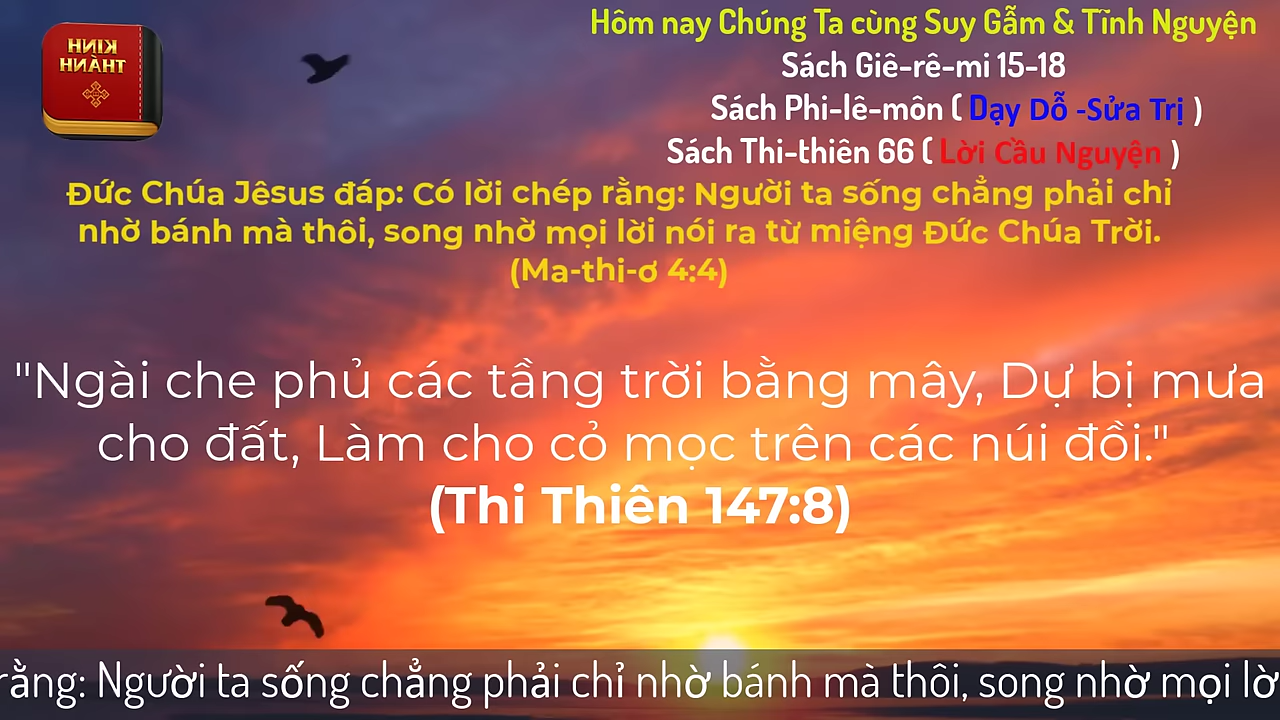 KINH
THÀNH
Hôm nay Chúng Ta cùng Suy Gẫm & Tĩnh Nguyện
Sách Giê-rê-mi 15-18
Sách Phi-lê-môn ( Dạy Dỗ -Sửa Trị )
Sách Thi-thiên 66 ( Lời Cầu Nguyện )
Đức Chúa Jêsus đáp: Có lời chép rằng: Người ta sống chẳng phải chỉ
nhờ bánh mà thôi, song nhờ mọi lời nói ra từ miệng Đức Chúa Trời.
(Ma-thi-ơ 4:4)
"Ngài che phủ các tầng trời bằng mây, Dự bị mưa
cho đất, Làm cho cỏ mọc trên các núi đồi."
(Thi Thiên 147:8)
rằng: Người ta sống chẳng phải chỉ nhờ bánh mà thôi, song nhờ mọi lờ